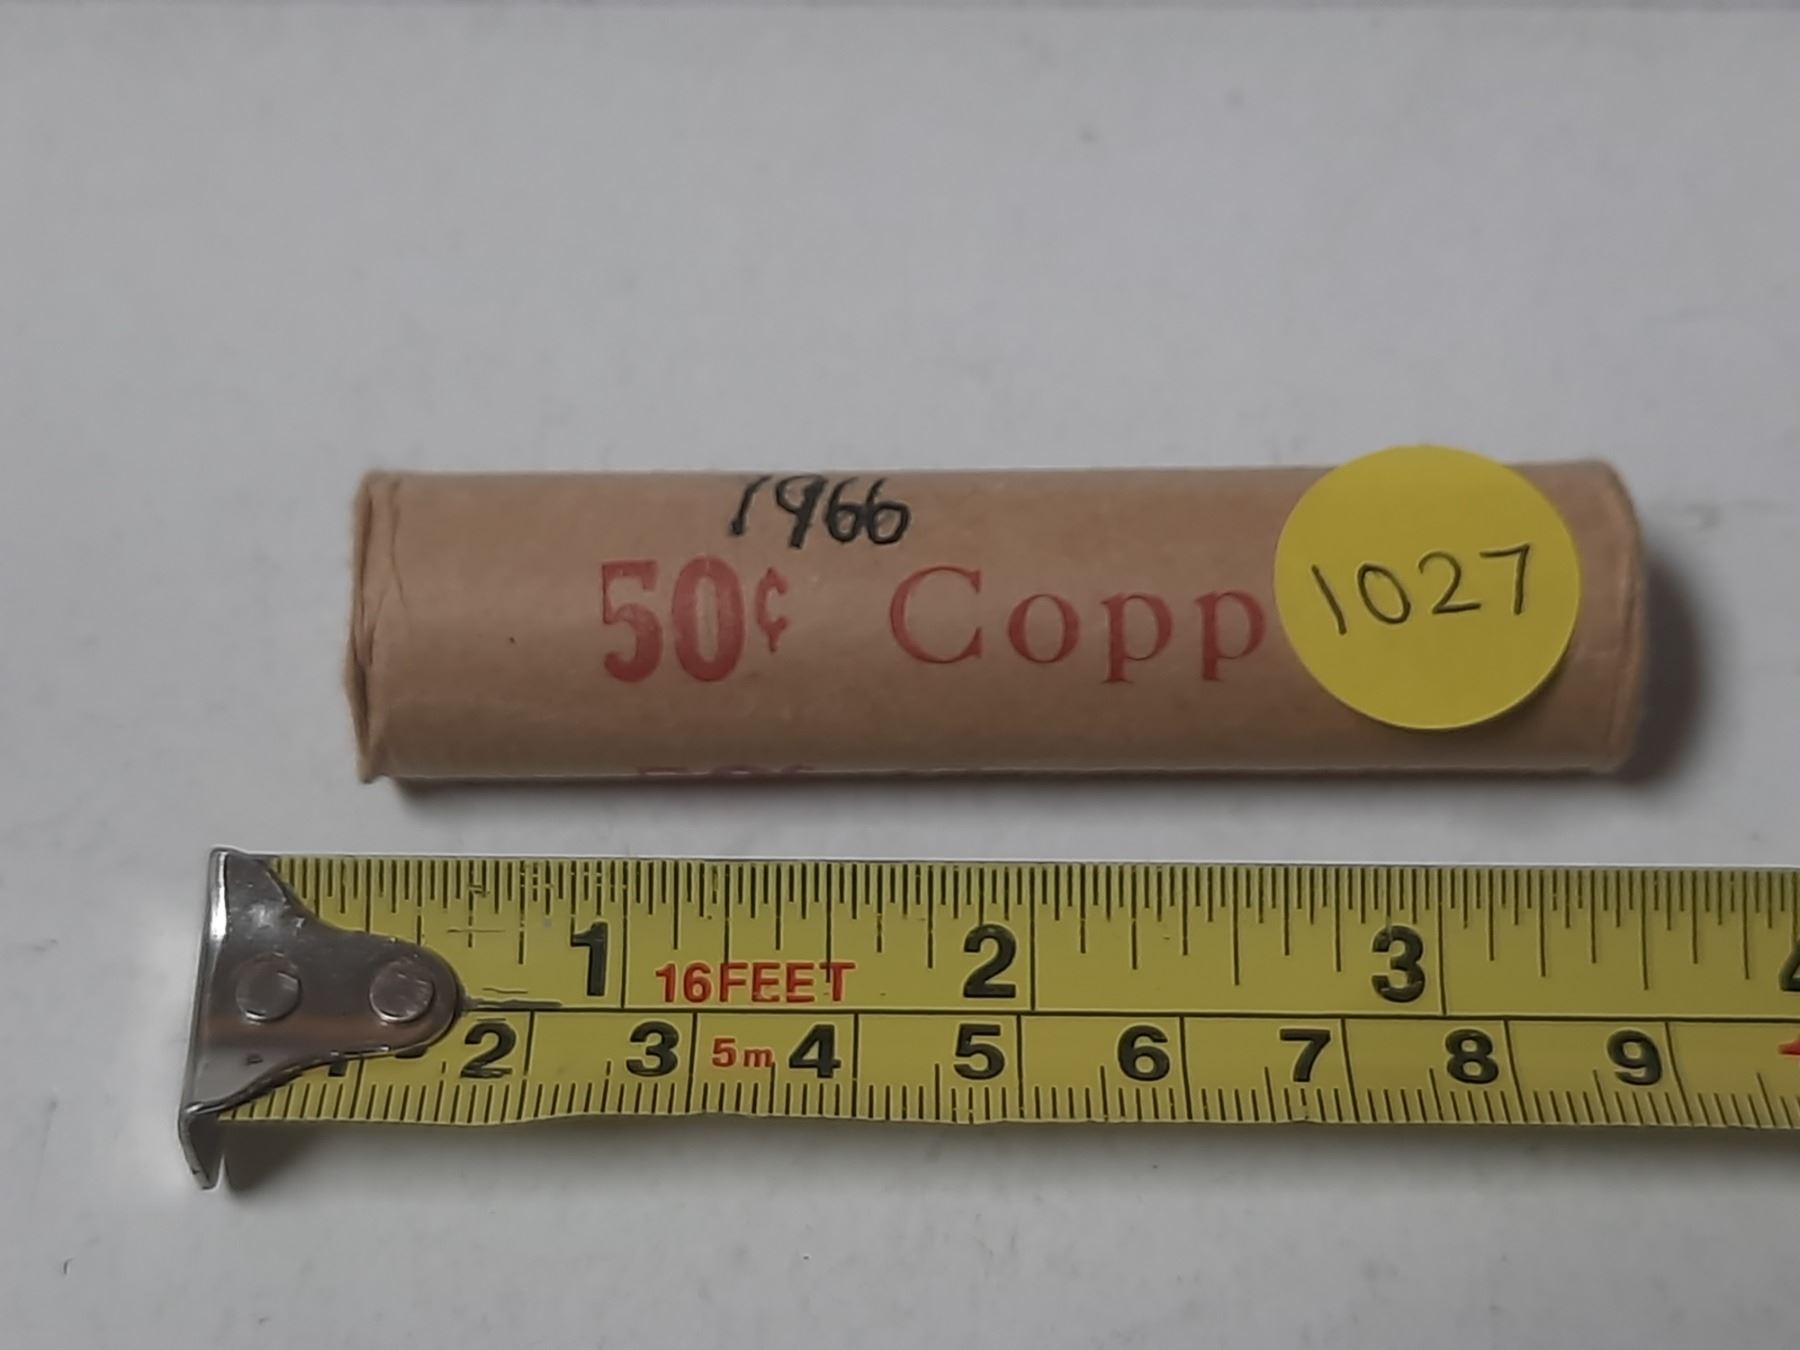 1966
50¢ Copp
1027
1 16FEET 2 3
2 3 5m 4 5 6 7 8 9